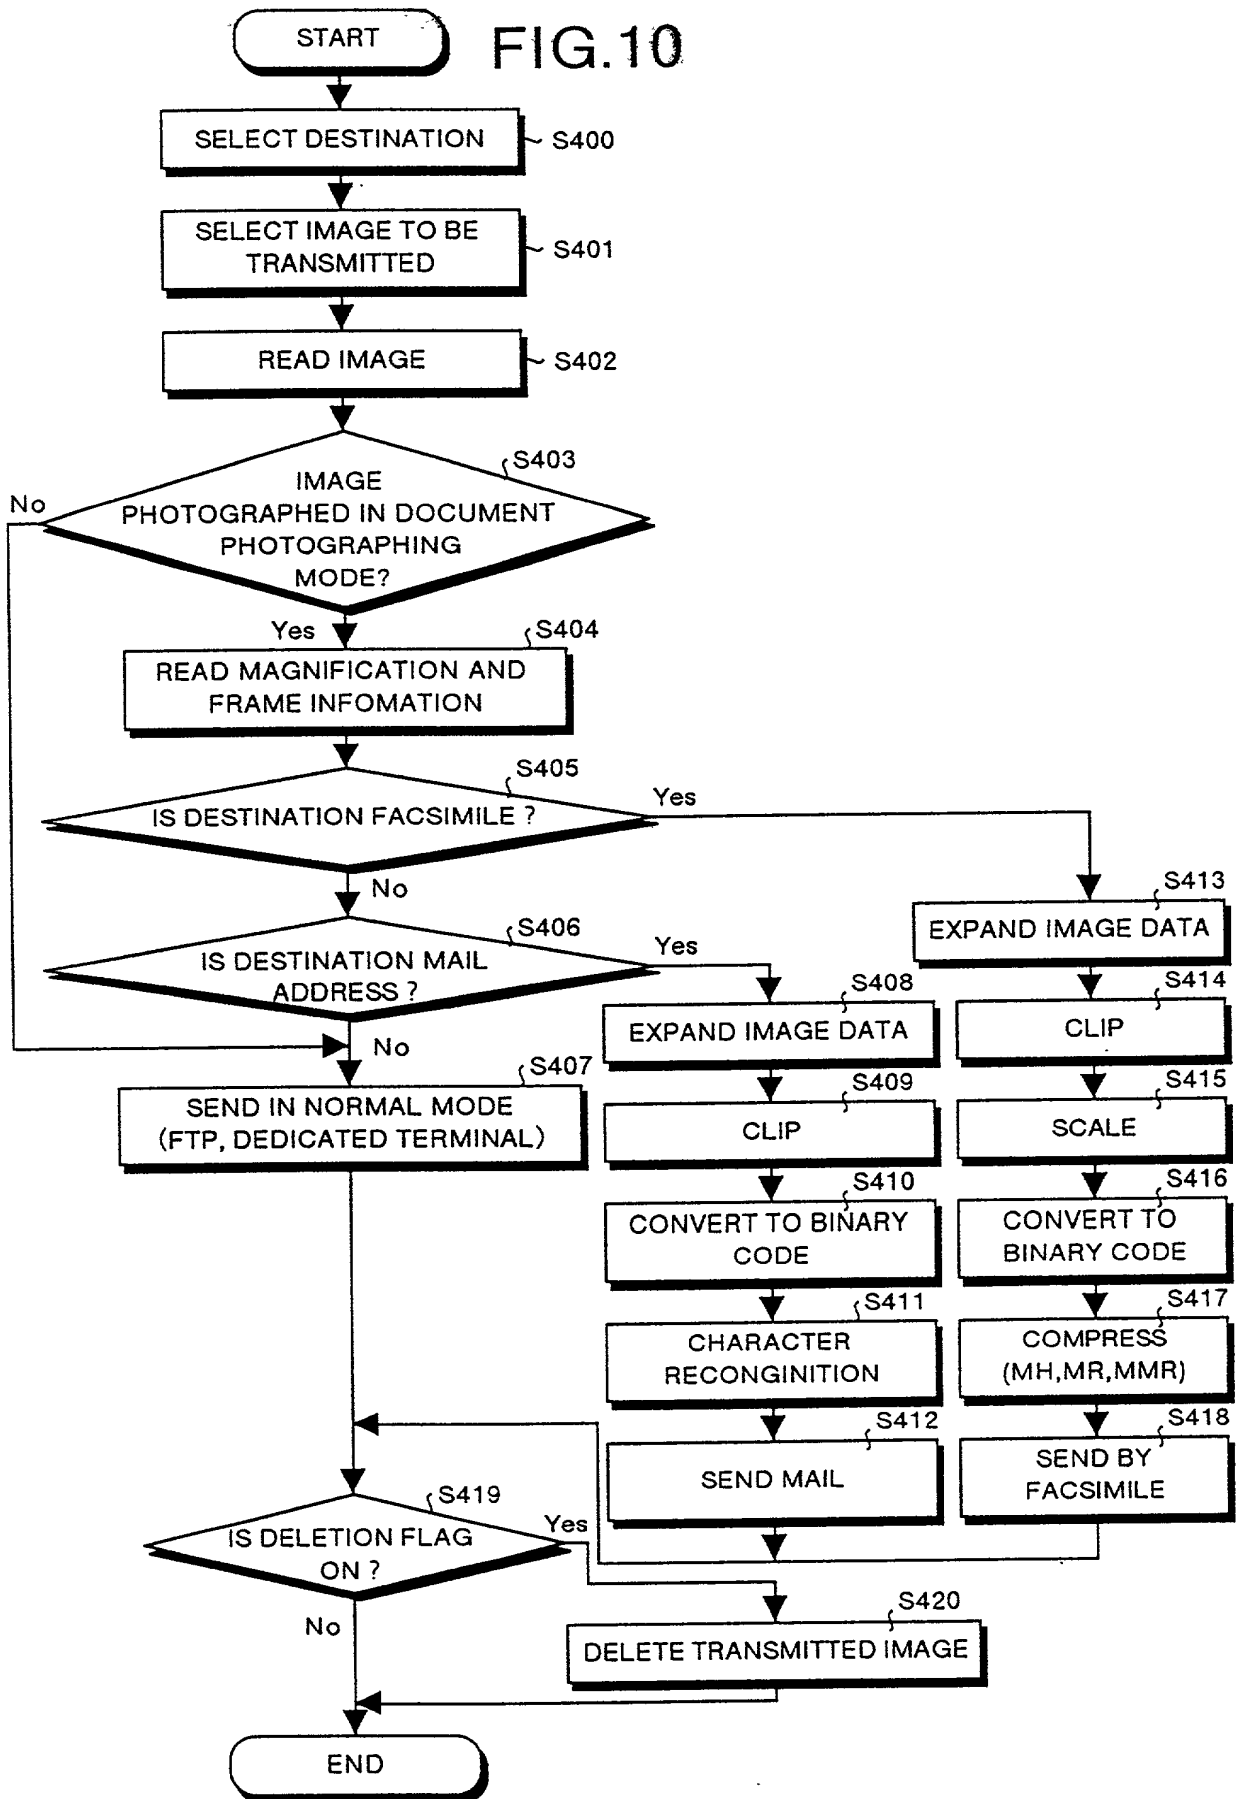 START
FIG.10
SELECT DESTINATION
S400
SELECT IMAGE TO BE
TRANSMITTED
S401
READ IMAGE
S402
S403
IMAGE
PHOTOGRAPHED IN DOCUMENT
PHOTOGRAPHING
MODE?
No
Yes
S404
READ MAGNIFICATION AND
FRAME INFOMATION
S405
IS DESTINATION FACSIMILE ?
Yes
No
S406
IS DESTINATION MAIL
ADDRESS ?
Yes
No
S407
SEND IN NORMAL MODE
(FTP, DEDICATED TERMINAL)
S408
EXPAND IMAGE DATA
S409
CLIP
S410
CONVERT TO BINARY
CODE
S411
CHARACTER
RECONGINITION
S412
SEND MAIL
S413
EXPAND IMAGE DATA
S414
CLIP
S415
SCALE
S416
CONVERT TO
BINARY CODE
S417
COMPRESS
(MH,MR,MMR)
S418
SEND BY
FACSIMILE
S419
IS DELETION FLAG
ON ?
Yes
No
S420
DELETE TRANSMITTED IMAGE
END